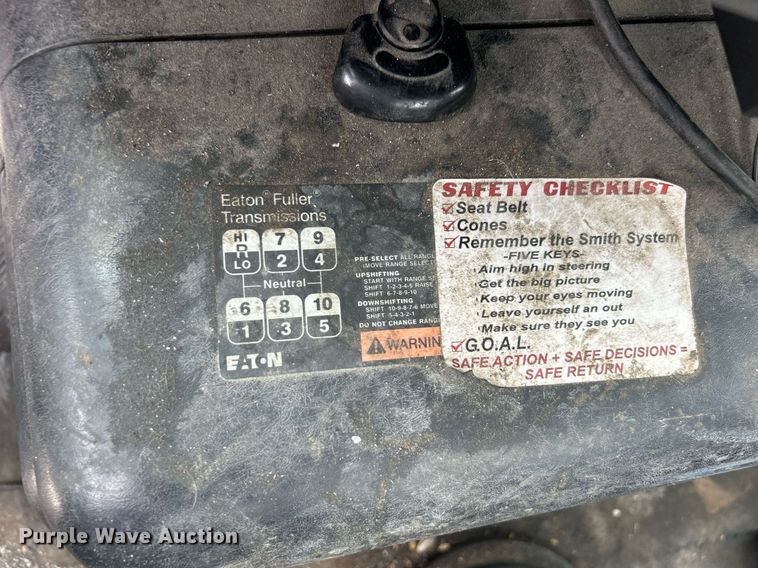 Eaton® Fuller®
Transmissions
HI 7 9
R
LO 2 4
Neutral
6 8 10
1 3 5
EATON
PRE-SELECT ALL RANG
(MOVE RANGE SELECT
UPSHIFTING
START WITH RANGE S
SHIFT 1-2-3-4-5 RAISE
SHIFT 6-7-8-9-10
DOWNSHIFTING
SHIFT 10-9-8-7-6 MOVE
SHIFT 5-4-3-2-1
DO NOT CHANGE RANG
WARNIN
SAFETY CHECKLIST
Seat Belt
Cones
Remember the Smith System
-FIVE KEYS-
Aim high in steering
Get the big picture
Keep your eyes moving
Leave yourself an out
Make sure they see you
G.O.A.L.
SAFE ACTION + SAFE DECISIONS =
SAFE RETURN
Purple Wave Auction®